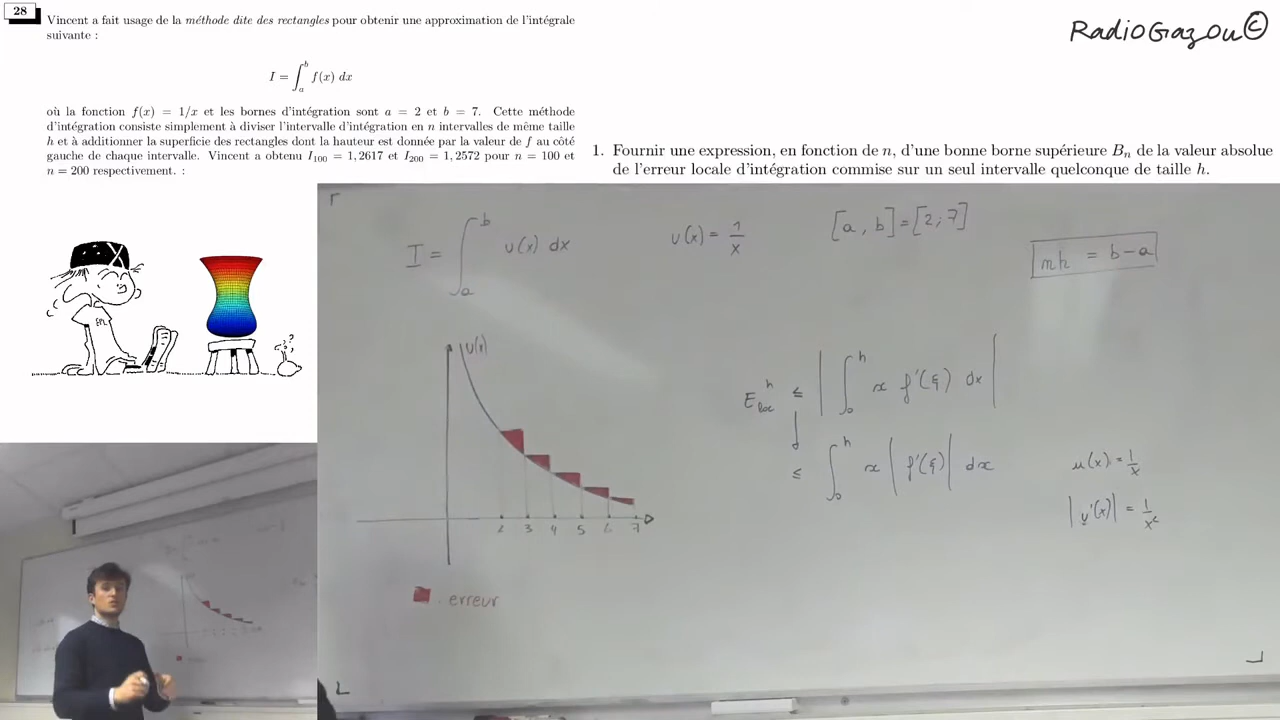 28
Vincent a fait usage de la méthode dite des rectangles pour obtenir une approximation de l'intégrale
suivante :
I = ∫_a^b f(x) dx
où la fonction f(x) = 1/x et les bornes d'intégration sont a = 2 et b = 7. Cette méthode
d'intégration consiste simplement à diviser l'intervalle d'intégration en n intervalles de même taille
h et à additionner la superficie des rectangles dont la hauteur est donnée par la valeur de f au côté
gauche de chaque intervalle. Vincent a obtenu I₁₀₀ = 1,2617 et I₂₀₀ = 1,2572 pour n = 100 et
n = 200 respectivement. :
EPL
RadioGazou©
1. Fournir une expression, en fonction de n, d'une bonne borne supérieure Bₙ de la valeur absolue
de l'erreur locale d'intégration commise sur un seul intervalle quelconque de taille h.
I = ∫_a^b u(x) dx
u(x) = 1/x
[a, b] = [2; 7]
nh = b-a
u(x)
2 3 4 5 6 7
erreur
E_loc^h ≤ | ∫_0^h x f'(ξ) dx |
≤ ∫_0^h x | f'(ξ) | dx
u(x) = 1/x
| u'(x) | = 1/x²